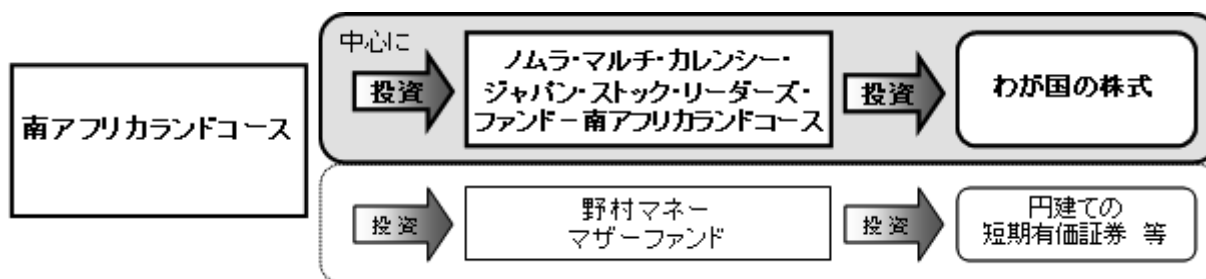 南アフリカランドコース
中心に
投資
ノムラ・マルチ・カレンシー・
ジャパン・ストック・リーダーズ・
ファンド－南アフリカランドコース
投資
わが国の株式
投資
野村マネー
マザーファンド
投資
円建ての
短期有価証券 等